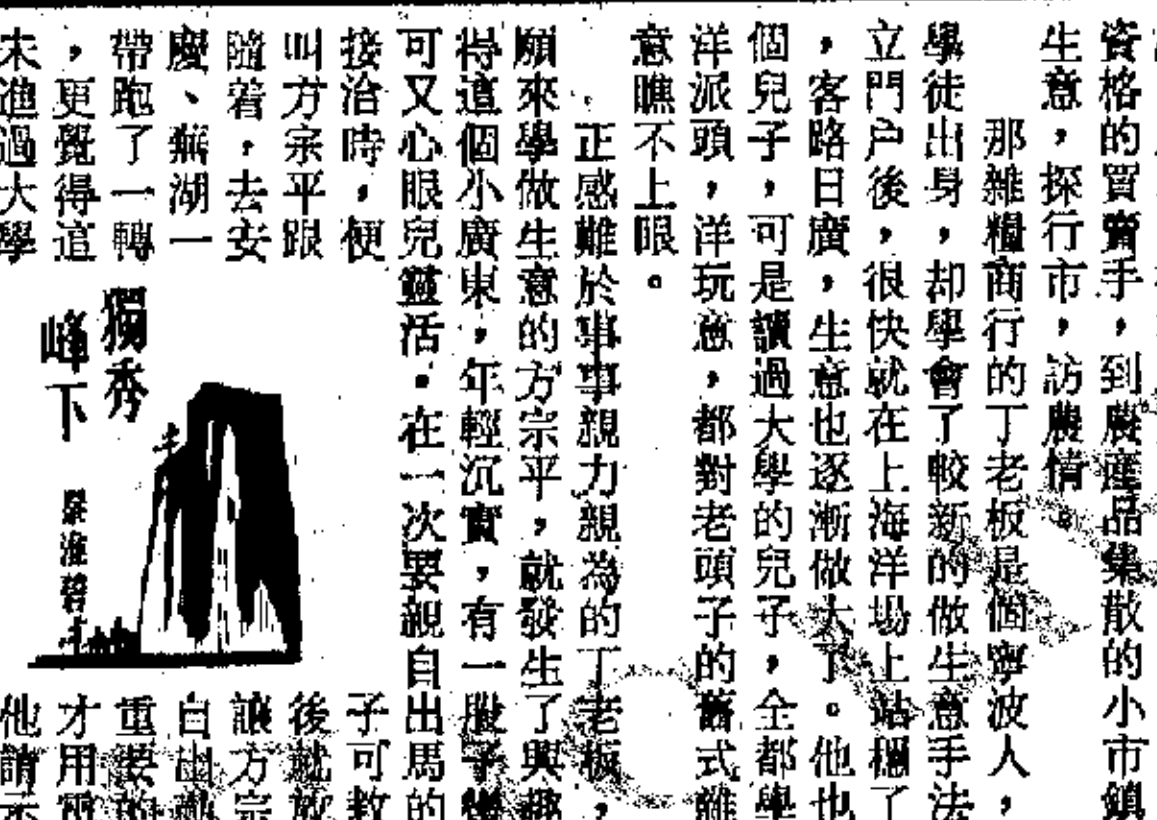 資格的買賣手，到農產品集散的小市鎮
生意，探行市，訪農情。
那雜糧商行的丁老板是個寧波人，
學徒出身，却學會了較新的做生意手法
立門户後，很快就在上海洋場上站穩了
，客路日廣，生意也逐漸做大了。他也
個兒子，可是讀過大學的兒子，全都學
洋派頭，洋玩意，都對老頭子的舊式雜
意瞧不上眼。
正感難於事事親力親為的丁老板，
願來學做生意的方宗平，就發生了興趣
得這個小廣東，年輕沉實，有一股子
可又心眼兒靈活。在一次要親自出馬的
接洽時，便
叫方宗平跟
隨着，去安
慶、蕪湖一
帶跑了一轉
，更覺得這
未進過大學
獨秀
峰下
子可教
後就放
讓方宗
自出
重要的
才用
他請示